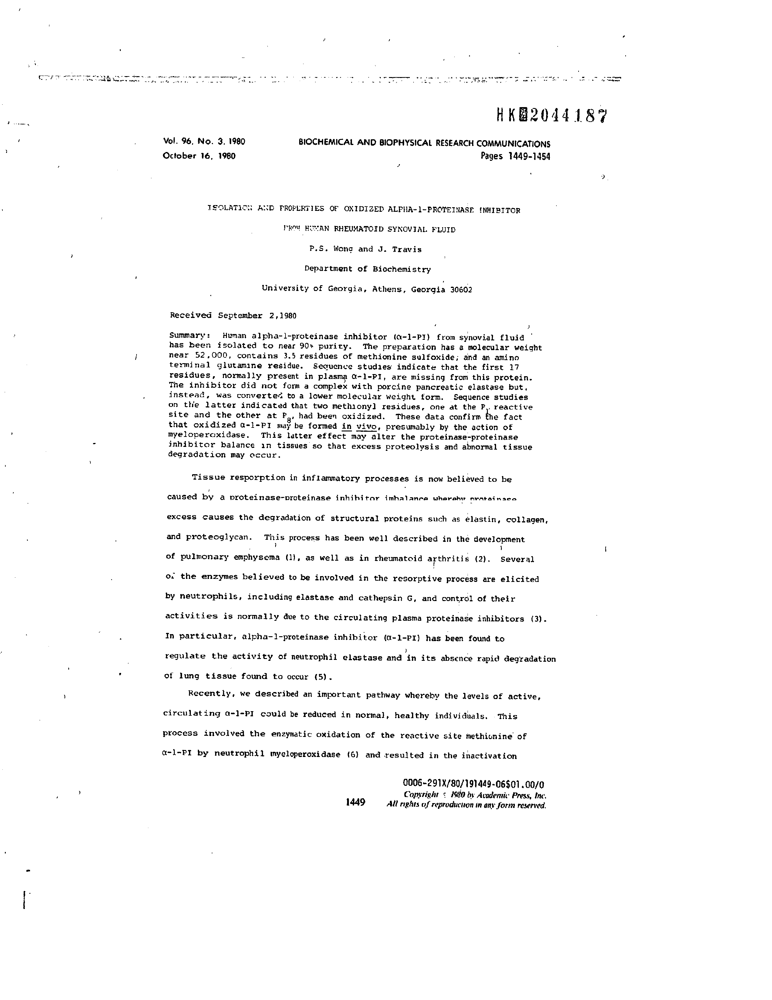 HK 2044187
Vol. 96, No. 3, 1980
BIOCHEMICAL AND BIOPHYSICAL RESEARCH COMMUNICATIONS
October 16, 1980
Pages 1449-1454
ISOLATION AND PROPERTIES OF OXIDIZED ALPHA-1-PROTEINASE INHIBITOR
FROM HUMAN RHEUMATOID SYNOVIAL FLUID
P.S. Wong and J. Travis
Department of Biochemistry
University of Georgia, Athens, Georgia 30602
Received September 2,1980
Summary: Human alpha-1-proteinase inhibitor (α-1-PI) from synovial fluid
has been isolated to near 90% purity. The preparation has a molecular weight
near 52,000, contains 3.5 residues of methionine sulfoxide, and an amino
terminal glutamine residue. Sequence studies indicate that the first 17
residues, normally present in plasma α-1-PI, are missing from this protein.
The inhibitor did not form a complex with porcine pancreatic elastase but,
instead, was converted to a lower molecular weight form. Sequence studies
on the latter indicated that two methionyl residues, one at the P1 reactive
site and the other at P8, had been oxidized. These data confirm the fact
that oxidized α-1-PI may be formed in vivo, presumably by the action of
myeloperoxidase. This latter effect may alter the proteinase-proteinase
inhibitor balance in tissues so that excess proteolysis and abnormal tissue
degradation may occur.
Tissue resporption in inflammatory processes is now believed to be
caused by a proteinase-proteinase inhibitor imbalance whereby proteinase
excess causes the degradation of structural proteins such as elastin, collagen,
and proteoglycan. This process has been well described in the development
of pulmonary emphysema (1), as well as in rheumatoid arthritis (2). Several
of the enzymes believed to be involved in the resorptive process are elicited
by neutrophils, including elastase and cathepsin G, and control of their
activities is normally due to the circulating plasma proteinase inhibitors (3).
In particular, alpha-1-proteinase inhibitor (α-1-PI) has been found to
regulate the activity of neutrophil elastase and in its absence rapid degradation
of lung tissue found to occur (5).
Recently, we described an important pathway whereby the levels of active,
circulating α-1-PI could be reduced in normal, healthy individuals. This
process involved the enzymatic oxidation of the reactive site methionine of
α-1-PI by neutrophil myeloperoxidase (6) and resulted in the inactivation
0006-291X/80/191449-06$01.00/0
Copyright © 1980 by Academic Press, Inc.
1449
All rights of reproduction in any form reserved.